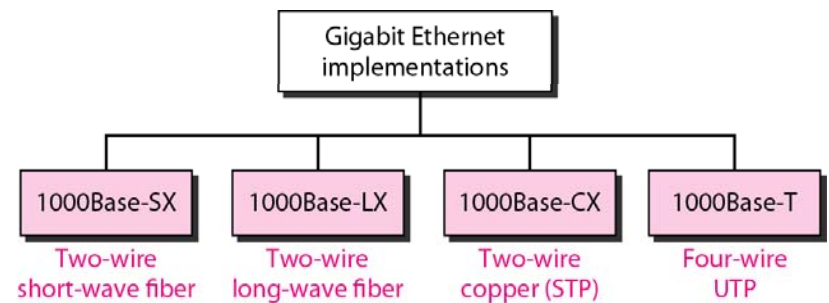 Gigabit Ethernet
implementations
1000Base-SX
1000Base-LX
1000Base-CX
1000Base-T
Two-wire
short-wave fiber
Two-wire
long-wave fiber
Two-wire
copper (STP)
Four-wire
UTP